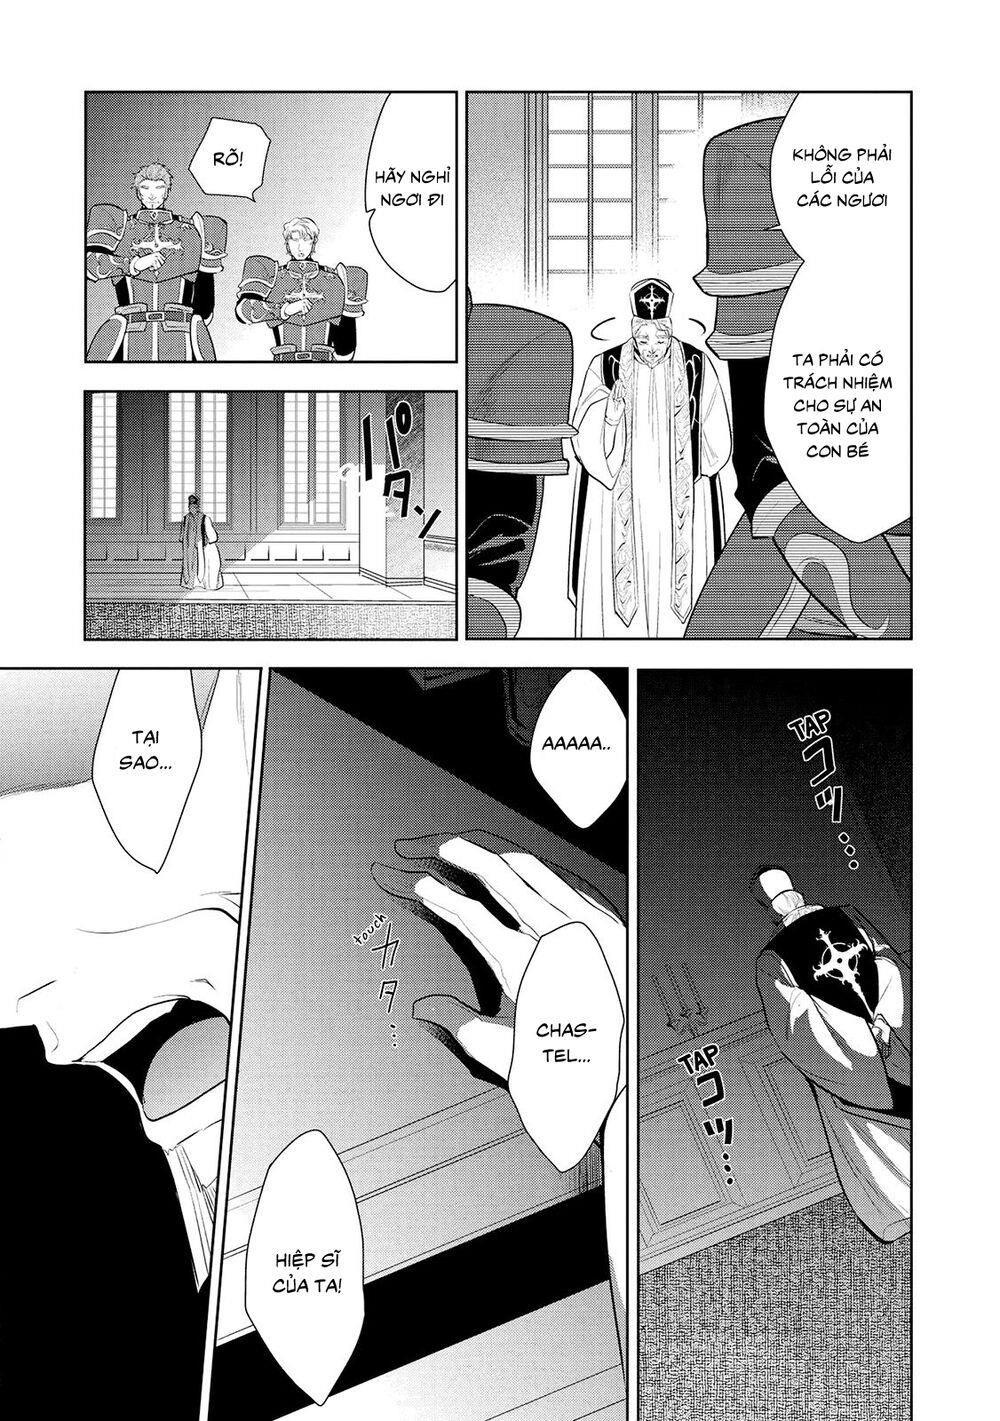 KHÔNG PHẢI
LỖI CỦA
CÁC NGƯƠI
TA PHẢI CÓ
TRÁCH NHIỆM
CHO SỰ AN
TOÀN CỦA
CON BÉ
HÃY NGHỈ
NGƠI ĐI
RÕ!
パタン
TAP
コツ…
TAP
コツ…
AAAAA..
CHAS-
TEL...
touch
カタ…
HIỆP SĨ
CỦA TA!
TẠI
SAO...